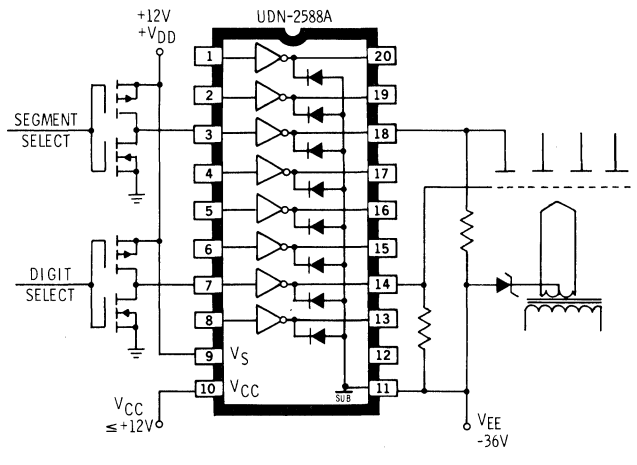 +12V
+VDD
UDN-2588A
SEGMENT
SELECT
DIGIT
SELECT
1
2
3
4
5
6
7
8
9 VS
10 VCC
20
19
18
17
16
15
14
13
12
11
SUB
VCC
≤+12V
VEE
-36V